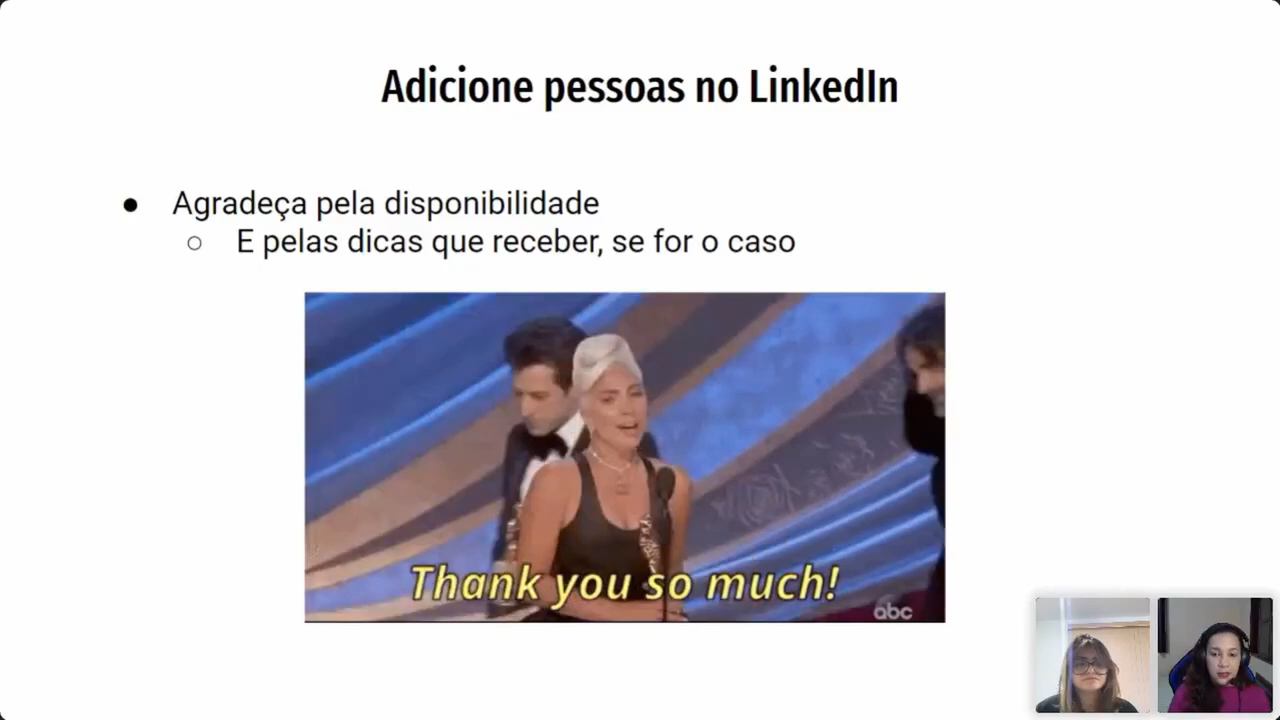 Adicione pessoas no LinkedIn
● Agradeça pela disponibilidade
○ E pelas dicas que receber, se for o caso
Thank you so much!
abc